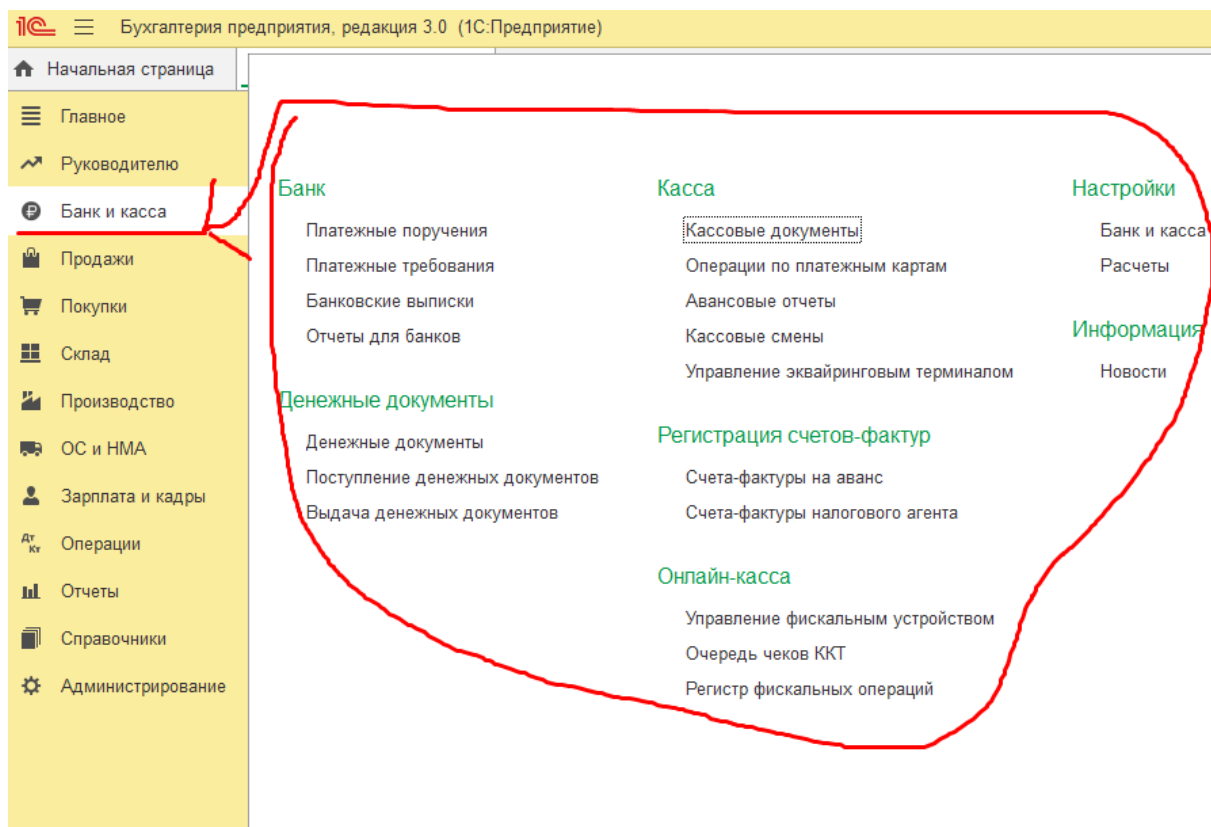 1С Бухгалтерия предприятия, редакция 3.0 (1С:Предприятие)
Начальная страница
Главное
Руководителю
Банк и касса
Продажи
Покупки
Склад
Производство
ОС и НМА
Зарплата и кадры
Дт Кт Операции
Отчеты
Справочники
Администрирование
Банк
Платежные поручения
Платежные требования
Банковские выписки
Отчеты для банков
Денежные документы
Денежные документы
Поступление денежных документов
Выдача денежных документов
Касса
Кассовые документы
Операции по платежным картам
Авансовые отчеты
Кассовые смены
Управление эквайринговым терминалом
Регистрация счетов-фактур
Счета-фактуры на аванс
Счета-фактуры налогового агента
Онлайн-касса
Управление фискальным устройством
Очередь чеков ККТ
Регистр фискальных операций
Настройки
Банк и касса
Расчеты
Информация
Новости